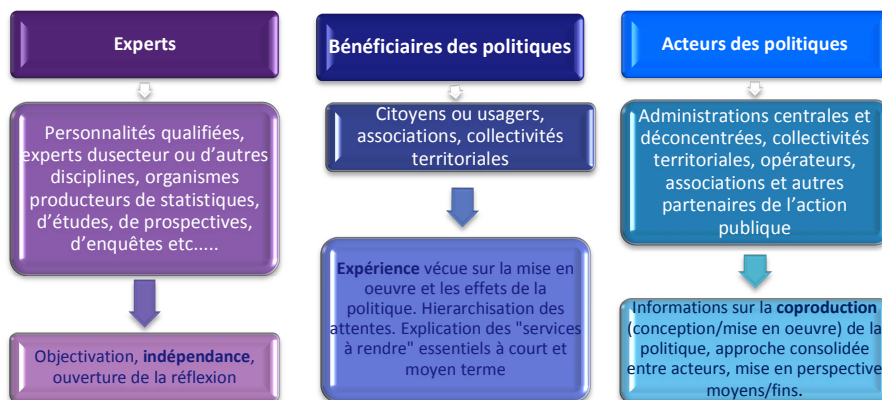 Experts
Personnalités qualifiées,
experts dusecteur ou d'autres
disciplines, organismes
producteurs de statistiques,
d'études, de prospectives,
d'enquêtes etc.....
Objectivation, indépendance,
ouverture de la réflexion
Bénéficiaires des politiques
Citoyens ou usagers,
associations, collectivités
territoriales
Expérience vécue sur la mise en
oeuvre et les effets de la
politique. Hierarchisation des
attentes. Explication des "services
à rendre" essentiels à court et
moyen terme
Acteurs des politiques
Administrations centrales et
déconcentrées, collectivités
territoriales, opérateurs,
associations et autres
partenaires de l'action
publique
Informations sur la coproduction
(conception/mise en oeuvre) de la
politique, approche consolidée
entre acteurs, mise en perspective
moyens/fins.